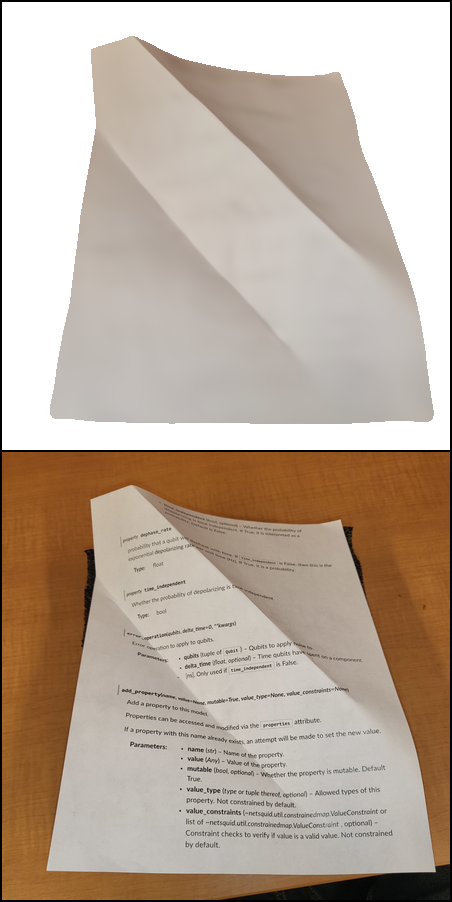 (bool, optional) – Whether the probability of
property dephase_rate
probability that a qubit will depolarize with time. If time_independent is False, then this is the
exponential depolarizing rate
it is a probability.
Type: float
property time_independent
Whether the probability of depolarizing is time independent
Type: bool
operation(qubits, delta_time=0, **kwargs)
Error operation to apply to qubits.
Parameters: • qubits (tuple of Qubit) – Qubits to apply noise to.
• delta_time (float, optional) – Time qubits have spent on a component
[ns]. Only used if time_independent is False.
add_property(name, value=None, mutable=True, value_type=None, value_constraints=None)
Add a property to this model.
Properties can be accessed and modified via the properties attribute.
If a property with this name already exists, an attempt will be made to set the new value.
Parameters: • name (str) – Name of the property.
• value (Any) – Value of the property.
• mutable (bool, optional) – Whether the property is mutable. Default
True.
• value_type (type or tuple thereof, optional) – Allowed types of this
property. Not constrained by default.
• value_constraints (~netsquid.util.constrainedmap.ValueConstraint or
list of ~netsquid.util.constrainedmap.ValueConstraint , optional) –
Constraint checks to verify if value is a valid value. Not constrained
by default.